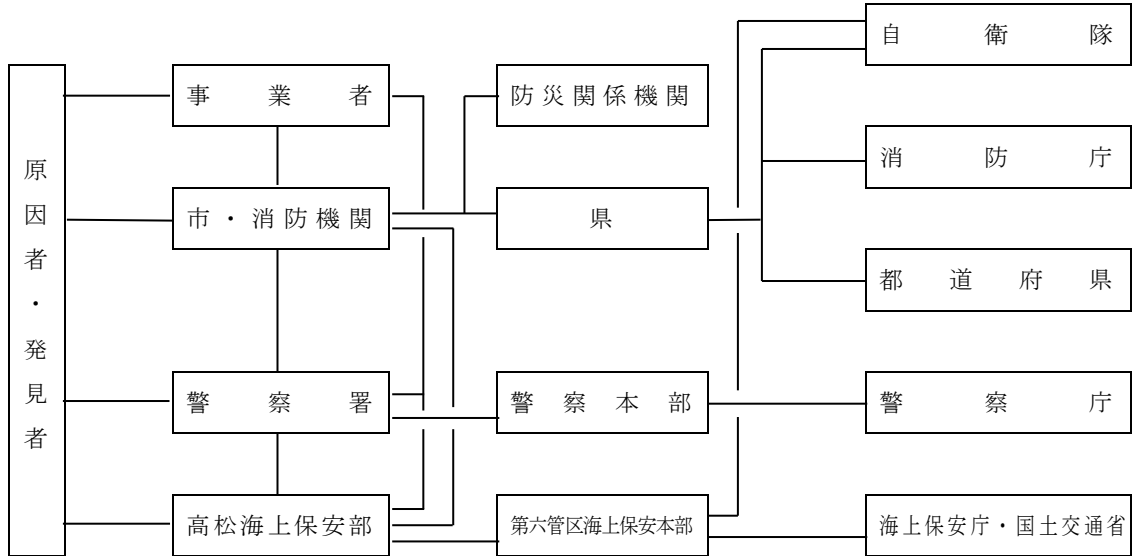 原因者・発見者
事業者
市・消防機関
警察署
高松海上保安部
防災関係機関
県
警察本部
第六管区海上保安本部
自衛隊
消防庁
都道府県
警察庁
海上保安庁・国土交通省